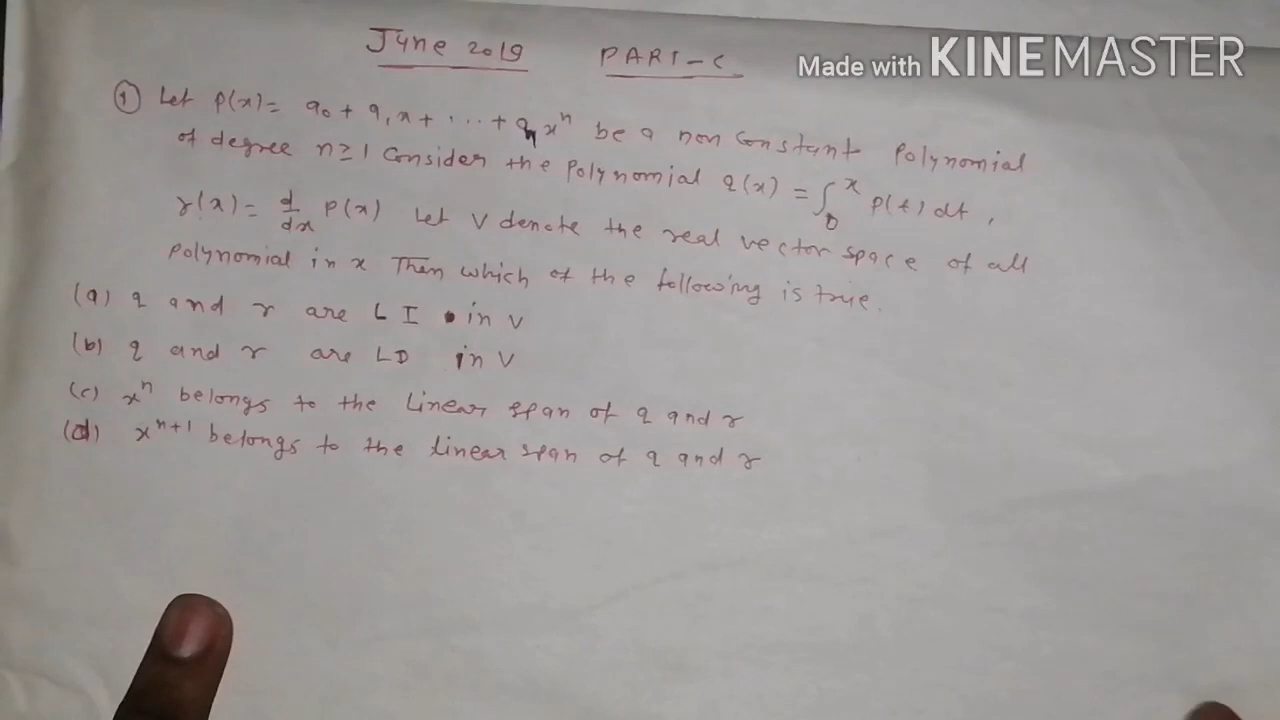 June 2019 PART-C
Made with KINEMASTER
① Let p(x) = a₀ + a₁x + ... + aₙxⁿ be a non constant polynomial
of degree n≥1 consider the polynomial q(x) = ∫₀ˣ p(t) dt,
r(x) = d/dx p(x) Let V denote the real vector space of all
polynomial in x Then which of the following is true.
(a) q and r are LI in V
(b) q and r are LD in V
(c) xⁿ belongs to the linear span of q and r
(d) xⁿ⁺¹ belongs to the linear span of q and r